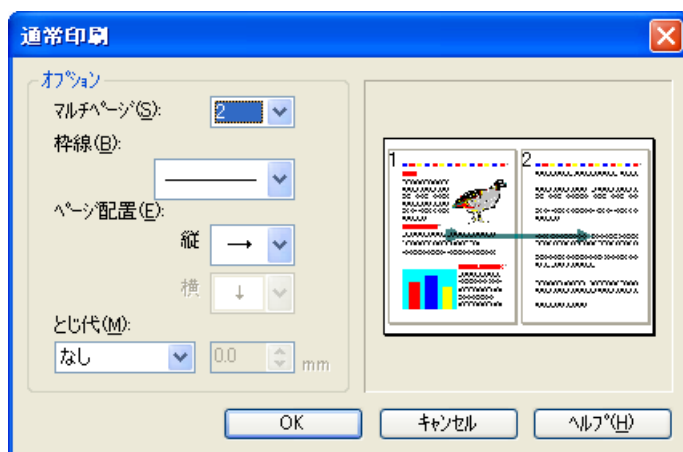 通常印刷
ｵﾌﾟｼｮﾝ
ﾏﾙﾁﾍﾟｰｼﾞ(S):
2
枠線(B):
ﾍﾟｰｼﾞ配置(E):
縦 →
横 ↓
とじ代(M):
なし 0.0 mm
1 2
OK ｷｬﾝｾﾙ ﾍﾙﾌﾟ(H)